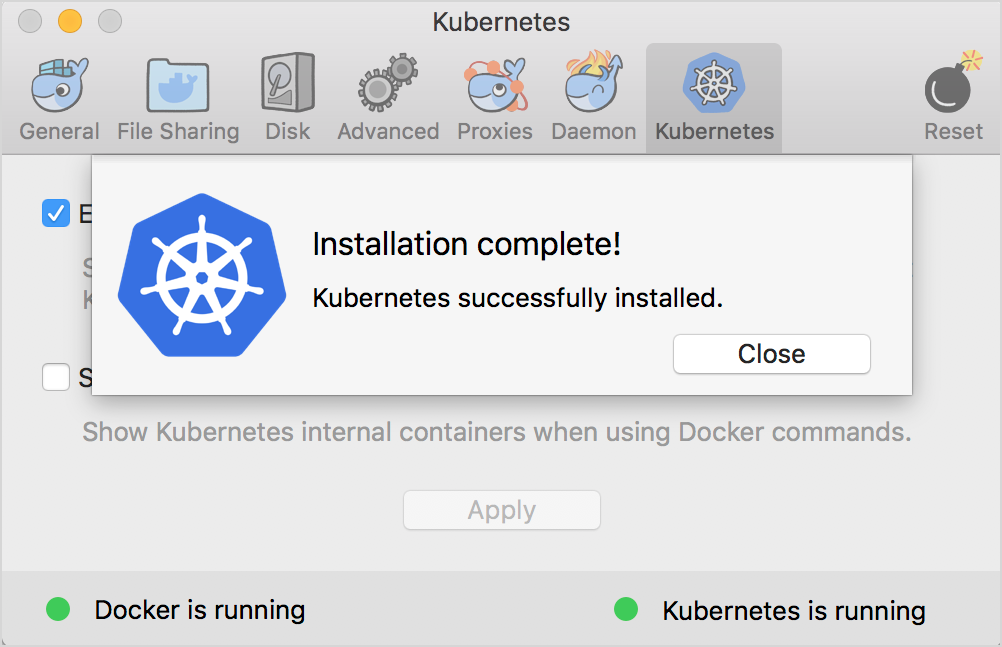 Kubernetes
General File Sharing Disk Advanced Proxies Daemon Kubernetes Reset
Installation complete!
Kubernetes successfully installed.
Close
Show Kubernetes internal containers when using Docker commands.
Apply
Docker is running Kubernetes is running